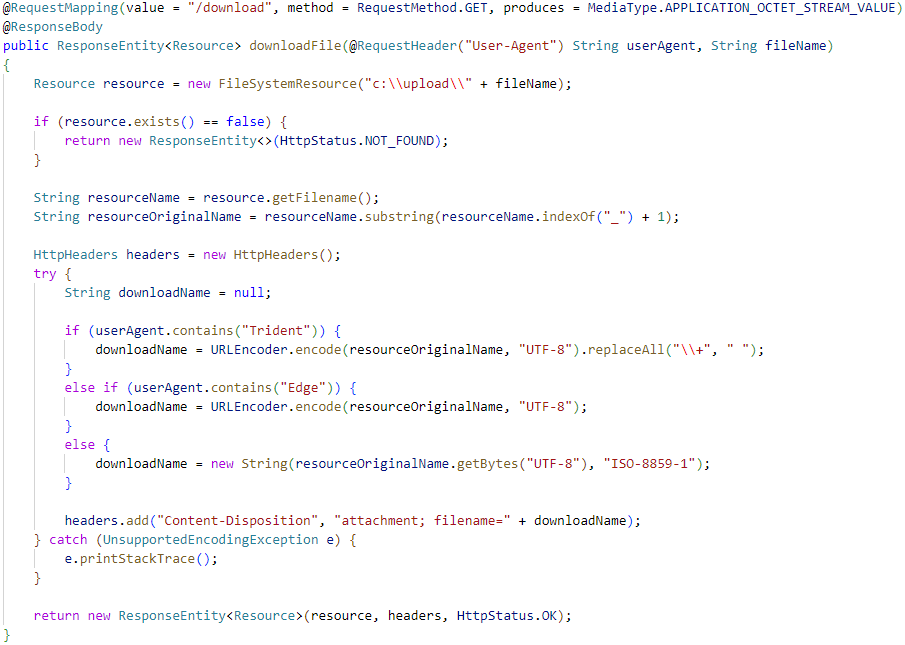 @RequestMapping(value = "/download", method = RequestMethod.GET, produces = MediaType.APPLICATION_OCTET_STREAM_VALUE)
@ResponseBody
public ResponseEntity<Resource> downloadFile(@RequestHeader("User-Agent") String userAgent, String fileName)
{
    Resource resource = new FileSystemResource("c:\\upload\\" + fileName);

    if (resource.exists() == false) {
        return new ResponseEntity<>(HttpStatus.NOT_FOUND);
    }

    String resourceName = resource.getFilename();
    String resourceOriginalName = resourceName.substring(resourceName.indexOf("_") + 1);

    HttpHeaders headers = new HttpHeaders();
    try {
        String downloadName = null;

        if (userAgent.contains("Trident")) {
            downloadName = URLEncoder.encode(resourceOriginalName, "UTF-8").replaceAll("\\+", " ");
        }
        else if (userAgent.contains("Edge")) {
            downloadName = URLEncoder.encode(resourceOriginalName, "UTF-8");
        }
        else {
            downloadName = new String(resourceOriginalName.getBytes("UTF-8"), "ISO-8859-1");
        }

        headers.add("Content-Disposition", "attachment; filename=" + downloadName);
    } catch (UnsupportedEncodingException e) {
        e.printStackTrace();
    }

    return new ResponseEntity<Resource>(resource, headers, HttpStatus.OK);
}